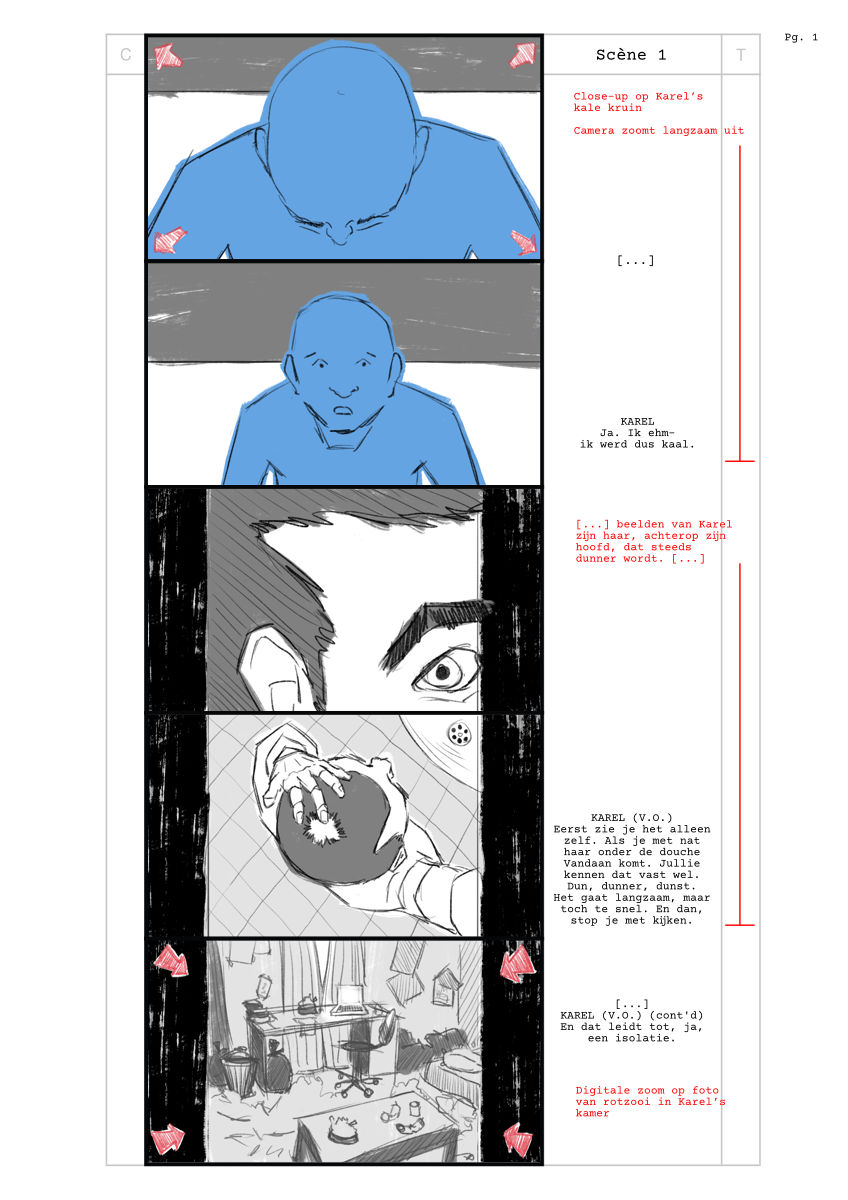 Pg. 1
C
Scène 1
T
Close-up op Karel's
kale kruin
Camera zoomt langzaam uit
[...]
KAREL
Ja. Ik ehm-
ik werd dus kaal.
[...] beelden van Karel
zijn haar, achterop zijn
hoofd, dat steeds
dunner wordt. [...]
KAREL (V.O.)
Eerst zie je het alleen
zelf. Als je met nat
haar onder de douche
Vandaan komt. Jullie
kennen dat vast wel.
Dun, dunner, dunst.
Het gaat langzaam, maar
toch te snel. En dan,
stop je met kijken.
[...]
KAREL (V.O.) (cont'd)
En dat leidt tot, ja,
een isolatie.
Digitale zoom op foto
van rotzooi in Karel's
kamer